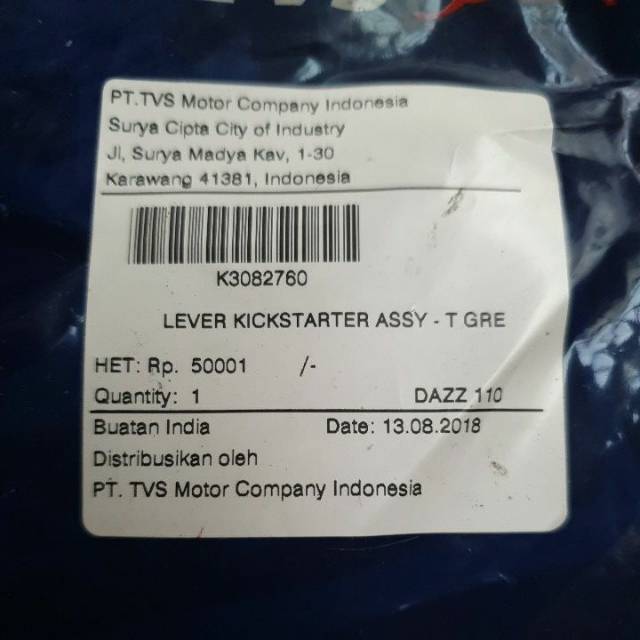 TVS
PT.TVS Motor Company Indonesia
Surya Cipta City of Industry
Jl, Surya Madya Kav, 1-30
Karawang 41381, Indonesia
K3082760
LEVER KICKSTARTER ASSY - T GRE
HET: Rp. 50001 /-
Quantity: 1 DAZZ 110
Buatan India Date: 13.08.2018
Distribusikan oleh
PT. TVS Motor Company Indonesia